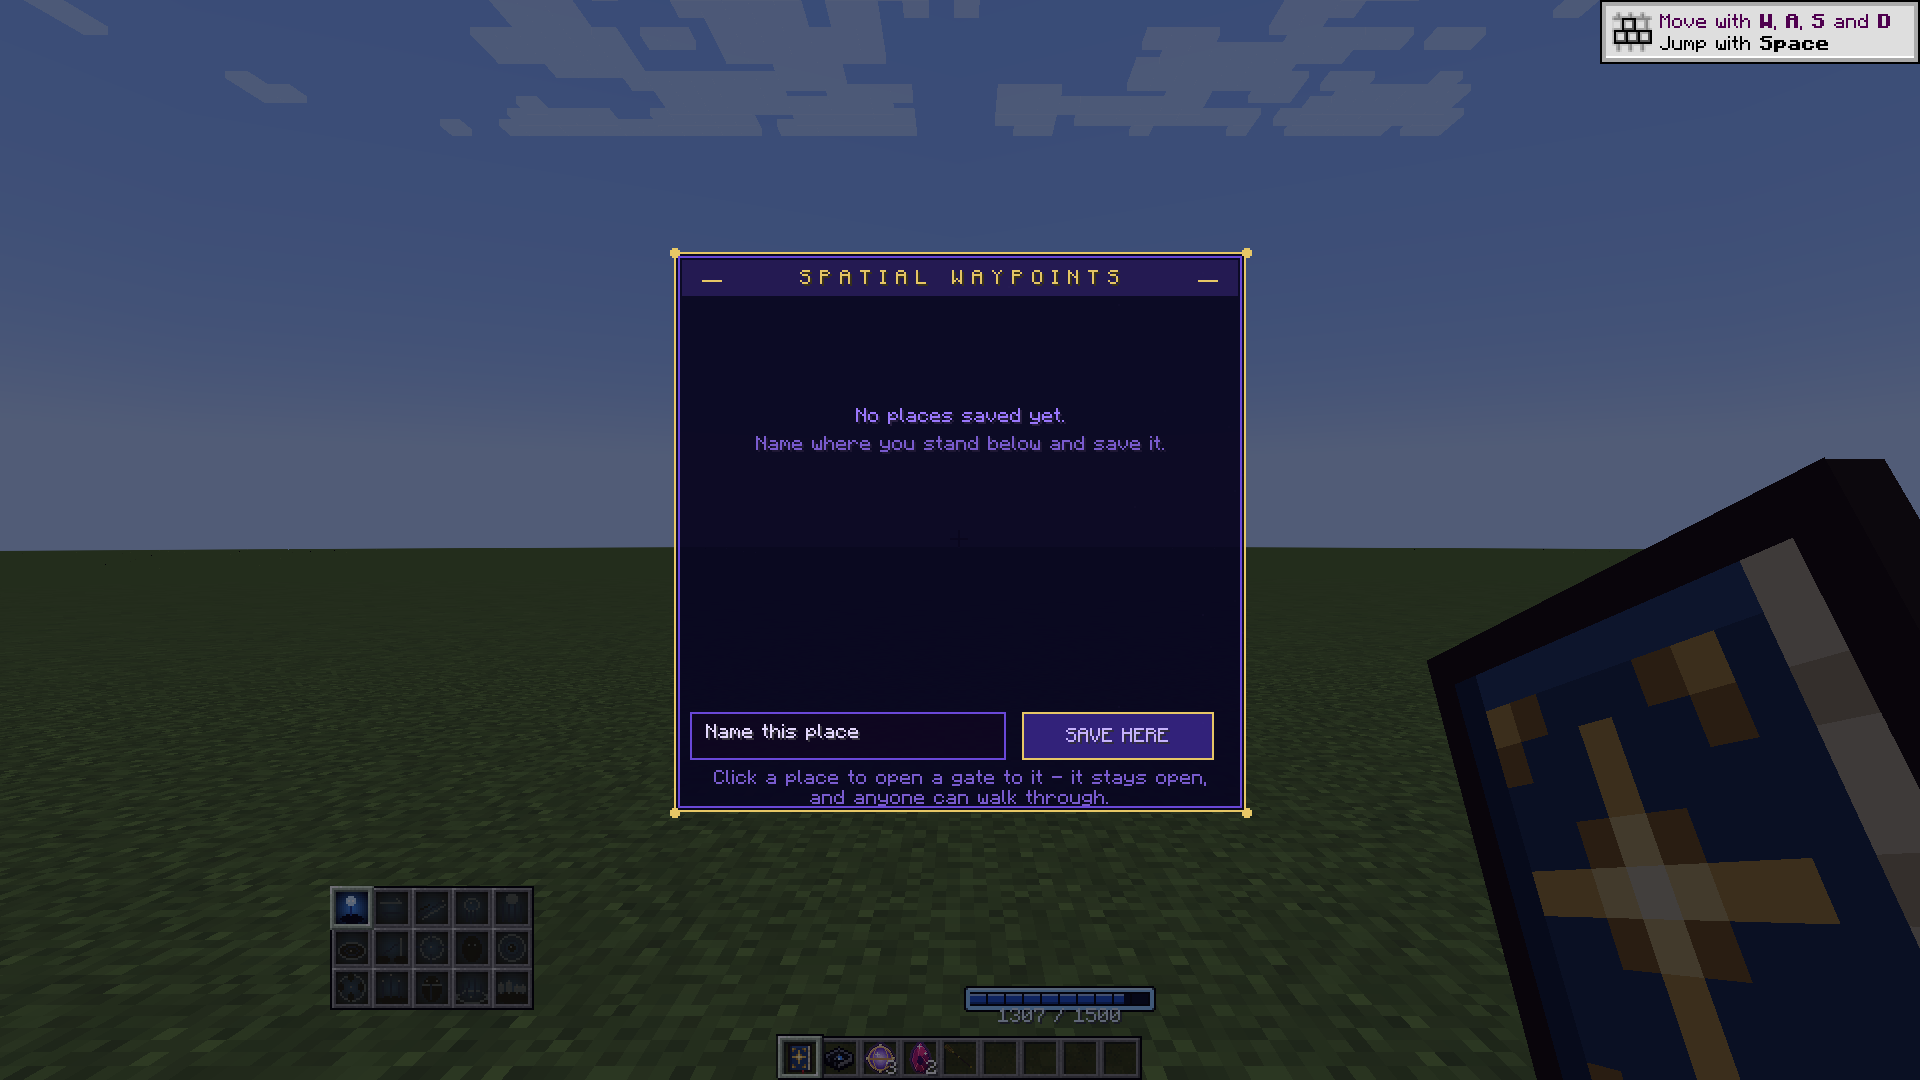 Move with W, A, S and D
Jump with Space
SPATIAL WAYPOINTS
No places saved yet.
Name where you stand below and save it.
Name this place
SAVE HERE
Click a place to open a gate to it – it stays open,
and anyone can walk through.
1307 / 1500
3
2